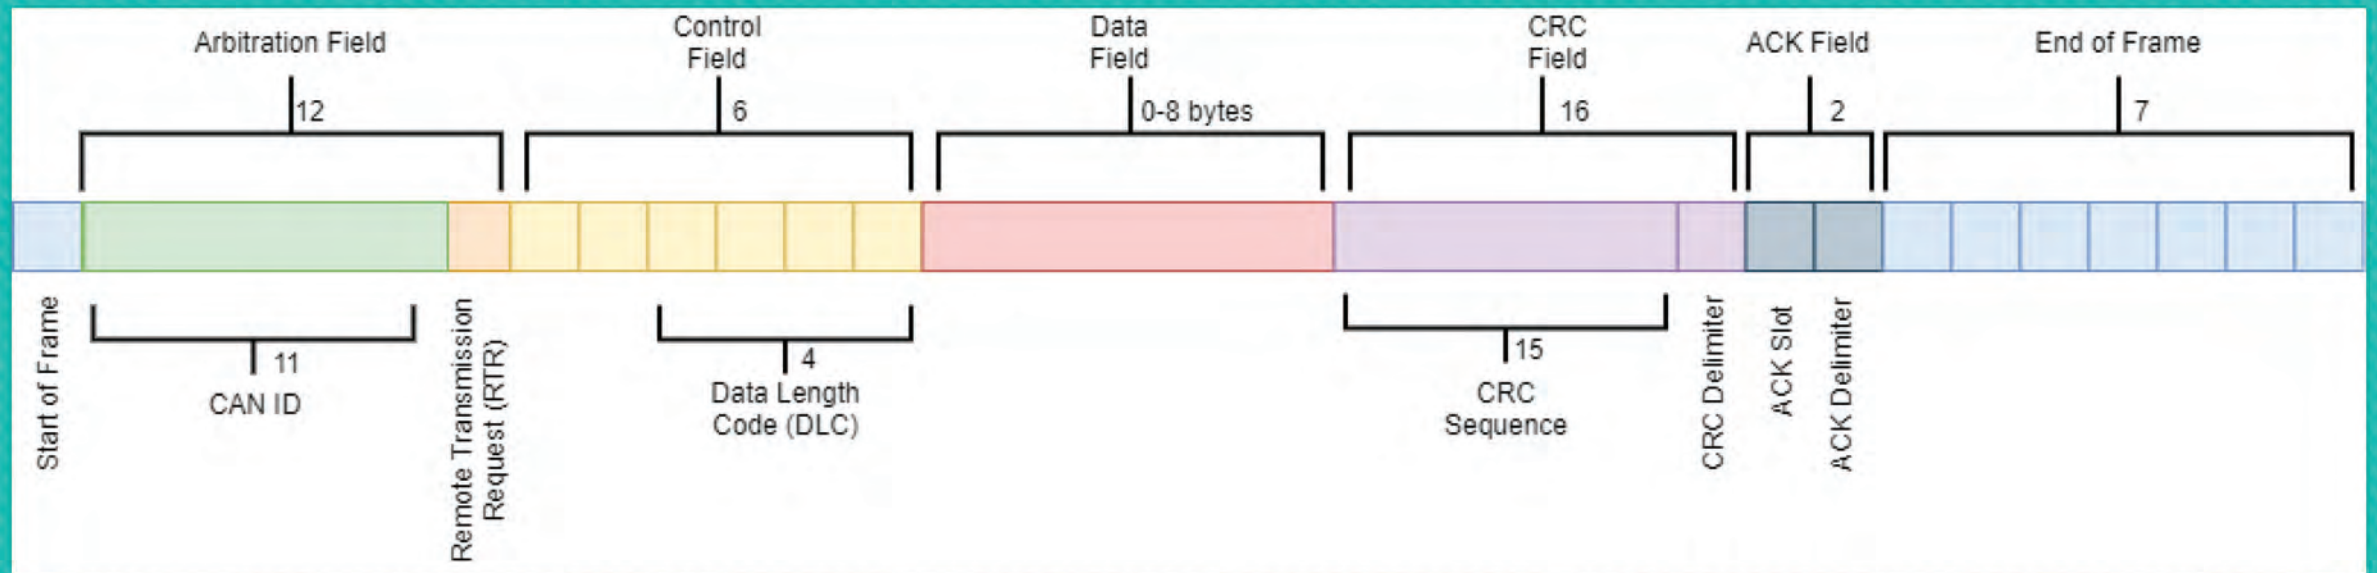 Arbitration Field
12
Control
Field
6
Data
Field
0-8 bytes
CRC
Field
16
ACK Field
2
End of Frame
7
Start of Frame
11
CAN ID
Remote Transmission
Request (RTR)
4
Data Length
Code (DLC)
15
CRC
Sequence
CRC Delimiter
ACK Slot
ACK Delimiter